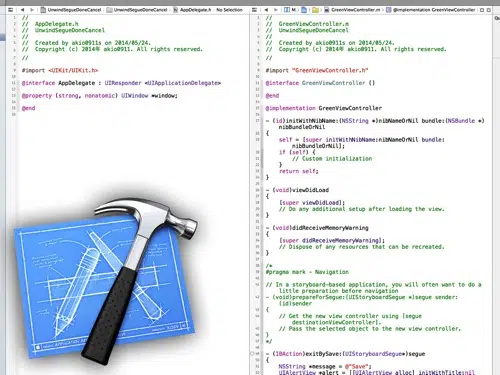 UnwindSegueDoneCancel
AppDelegate.h
No Selection
//
//  AppDelegate.h
//  UnwindSegueDoneCancel
//
//  Created by akio0911s on 2014/05/24.
//  Copyright (c) 2014年 akio0911s. All rights reserved.
//
#import <UIKit/UIKit.h>
@interface AppDelegate : UIResponder <UIApplicationDelegate>
@property (strong, nonatomic) UIWindow *window;
@end
M.
GreenViewController.m
@implementation GreenViewController
//
//  GreenViewController.m
//  UnwindSegueDoneCancel
//
//  Created by akio0911s on 2014/05/24.
//  Copyright (c) 2014年 akio0911s. All rights reserved.
//
#import "GreenViewController.h"
@interface GreenViewController ()
@end
@implementation GreenViewController
- (id)initWithNibName:(NSString *)nibNameOrNil bundle:(NSBundle *)
nibBundleOrNil
{
self = [super initWithNibName:nibNameOrNil bundle:
nibBundleOrNil];
if (self) {
// Custom initialization
}
return self;
}
- (void)viewDidLoad
{
[super viewDidLoad];
// Do any additional setup after loading the view.
}
- (void)didReceiveMemoryWarning
{
[super didReceiveMemoryWarning];
// Dispose of any resources that can be recreated.
}
/*
#pragma mark - Navigation
// In a storyboard-based application, you will often want to do a
little preparation before navigation
- (void)prepareForSegue:(UIStoryboardSegue *)segue sender:
(id)sender
{
// Get the new view controller using [segue
destinationViewController].
// Pass the selected object to the new view controller.
}
*/
- (IBAction)exitBySave:(UIStoryboardSegue*)segue
{
NSString *message = @"Save";
UIAlertView *alert = [[UIAlertView alloc] initWithTitle:nil